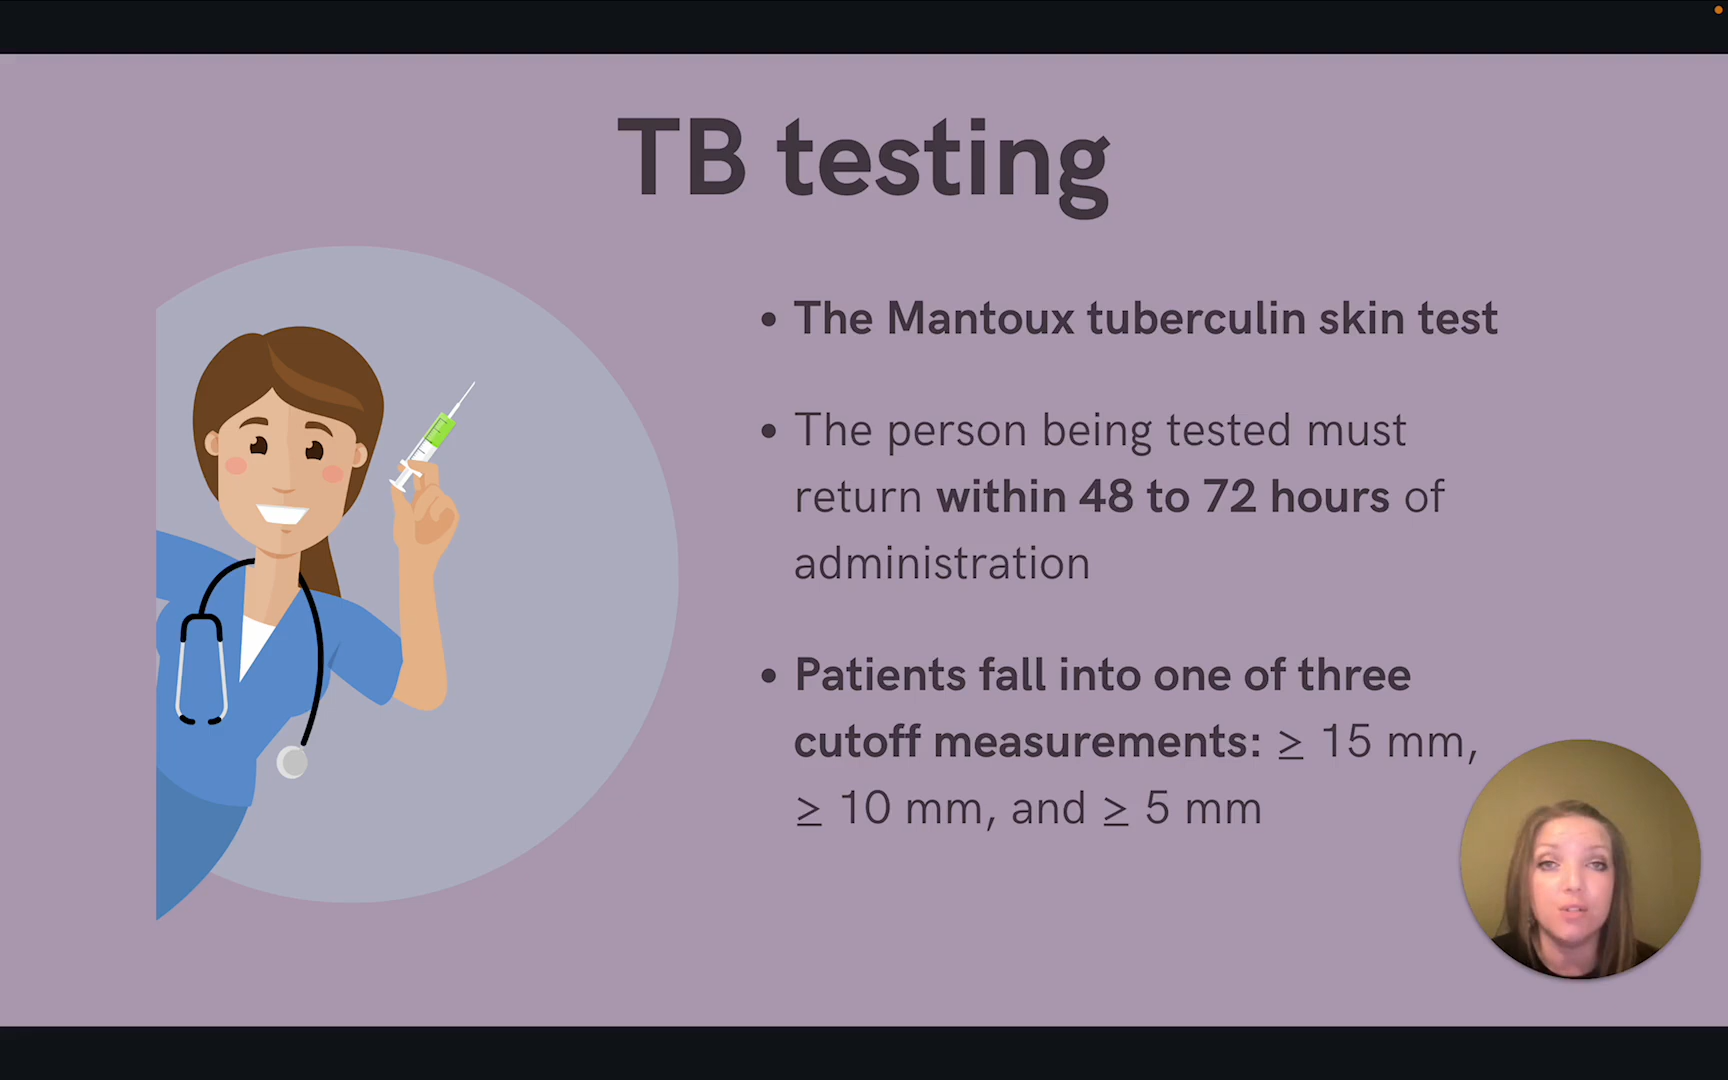 TB testing
• The Mantoux tuberculin skin test
• The person being tested must
return within 48 to 72 hours of
administration
• Patients fall into one of three
cutoff measurements: ≥ 15 mm,
≥ 10 mm, and ≥ 5 mm